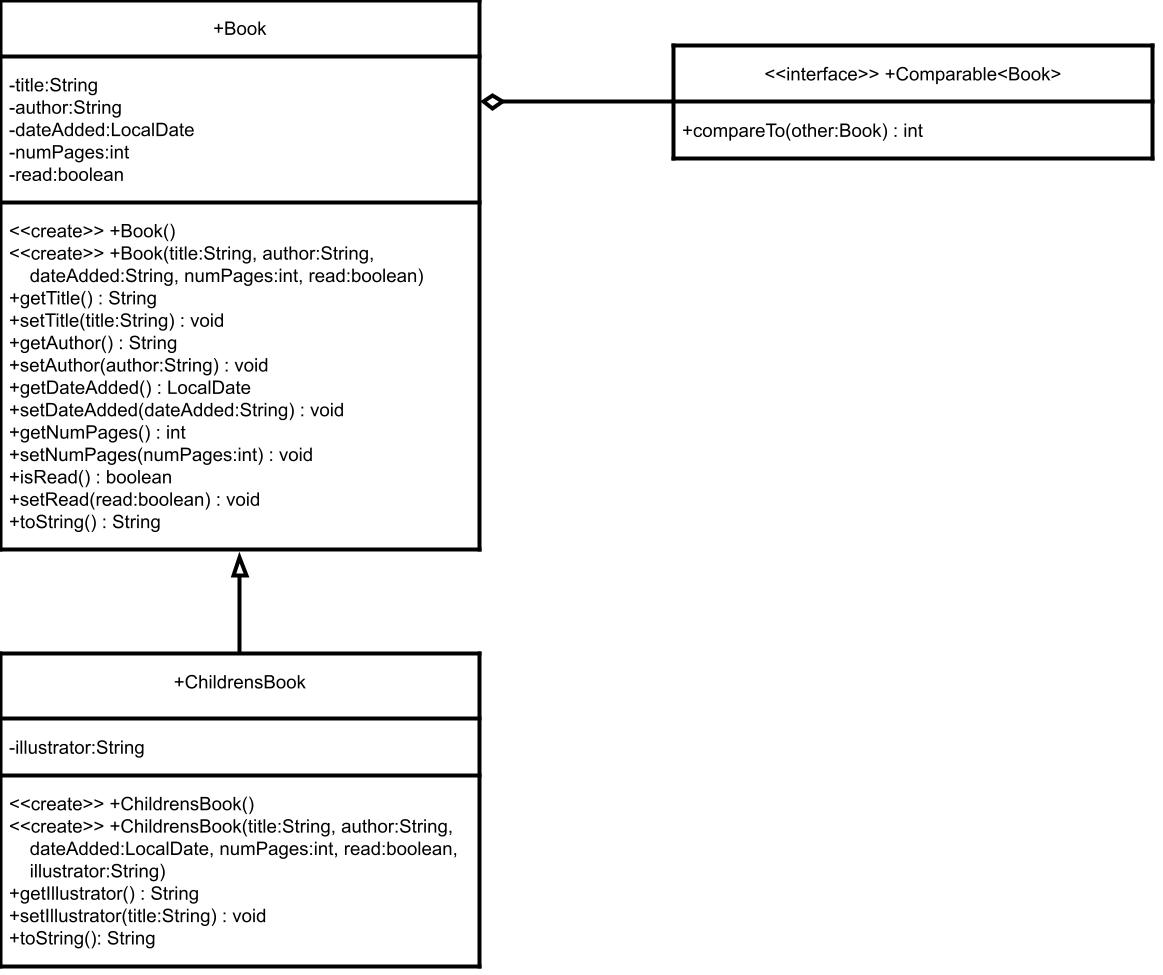 +Book
-title:String
-author:String
-dateAdded:LocalDate
-numPages:int
-read:boolean
<<create>> +Book()
<<create>> +Book(title:String, author:String,
dateAdded:String, numPages:int, read:boolean)
+getTitle() : String
+setTitle(title:String) : void
+getAuthor() : String
+setAuthor(author:String) : void
+getDateAdded() : LocalDate
+setDateAdded(dateAdded:String) : void
+getNumPages() : int
+setNumPages(numPages:int) : void
+isRead() : boolean
+setRead(read:boolean) : void
+toString() : String
<<interface>> +Comparable<Book>
+compareTo(other:Book) : int
+ChildrensBook
-illustrator:String
<<create>> +ChildrensBook()
<<create>> +ChildrensBook(title:String, author:String,
dateAdded:LocalDate, numPages:int, read:boolean,
illustrator:String)
+getIllustrator() : String
+setIllustrator(title:String) : void
+toString(): String